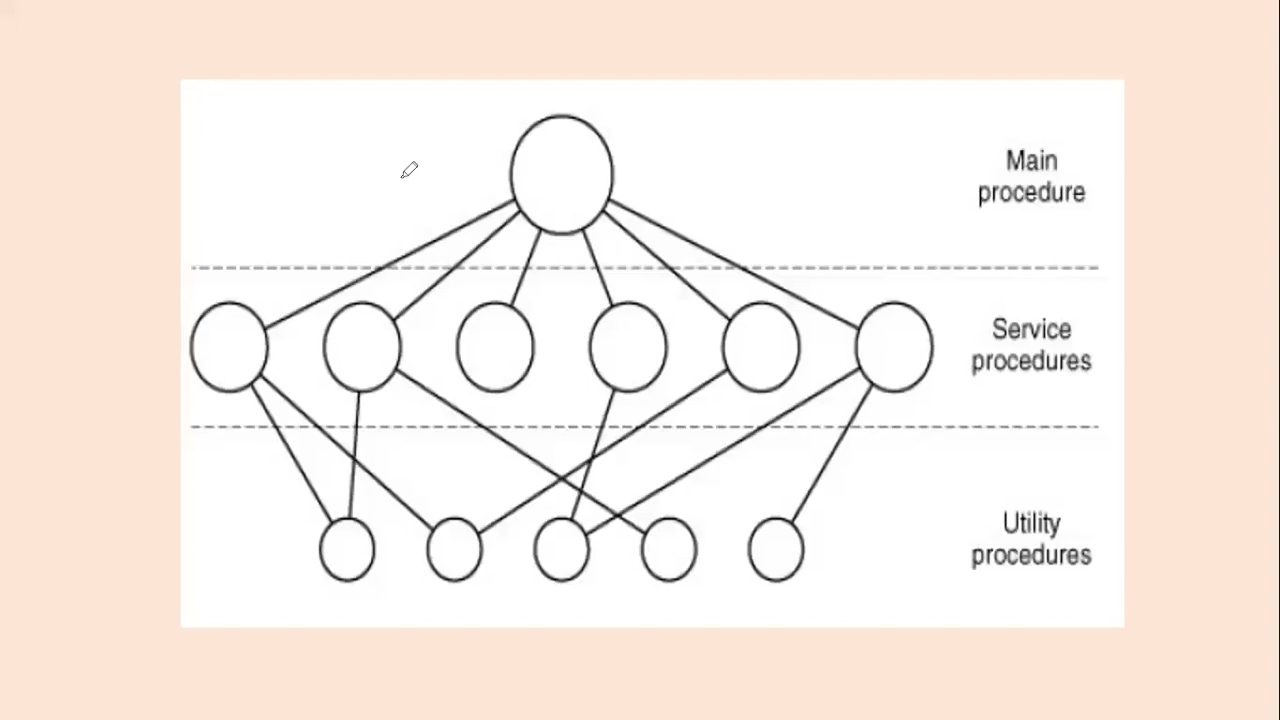 Main
procedure
Service
procedures
Utility
procedures